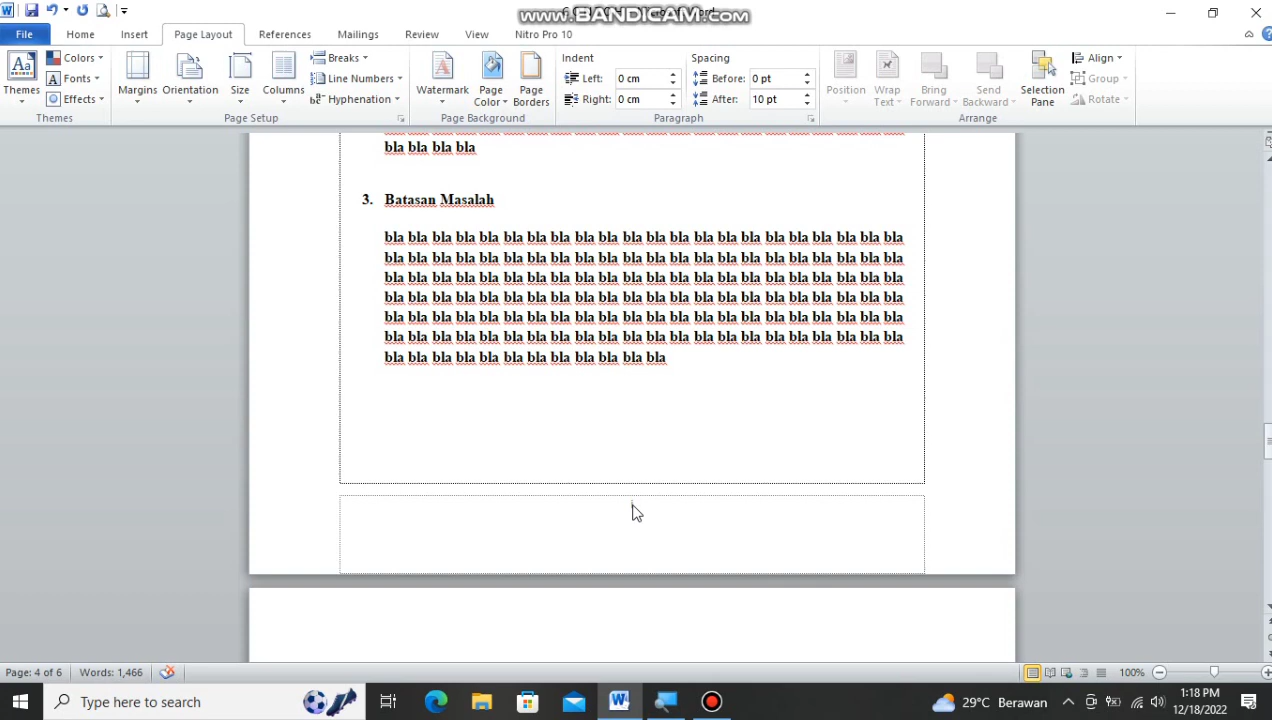 www.BANDICAM.com
File Home Insert Page Layout References Mailings Review View Nitro Pro 10
Themes Colors Fonts Effects
Margins Orientation Size Columns Breaks Line Numbers Hyphenation
Watermark Page Color Page Borders
Indent Left: 0 cm Right: 0 cm
Spacing Before: 0 pt After: 10 pt
Position Wrap Text Bring Forward Send Backward Selection Pane Align Group Rotate
Themes Page Setup Page Background Paragraph Arrange
bla bla bla bla
3. Batasan Masalah
bla bla bla bla bla bla bla bla bla bla bla bla bla bla bla bla bla bla bla bla bla bla
bla bla bla bla bla bla bla bla bla bla bla bla bla bla bla bla bla bla bla bla bla bla
bla bla bla bla bla bla bla bla bla bla bla bla bla bla bla bla bla bla bla bla bla bla
bla bla bla bla bla bla bla bla bla bla bla bla bla bla bla bla bla bla bla bla bla bla
bla bla bla bla bla bla bla bla bla bla bla bla bla bla bla bla bla bla bla bla bla bla
bla bla bla bla bla bla bla bla bla bla bla bla bla bla bla bla bla bla bla bla bla bla
bla bla bla bla bla bla bla bla bla bla bla bla
Page: 4 of 6 Words: 1,466 100%
Type here to search 29°C Berawan 1:18 PM
12/18/2022